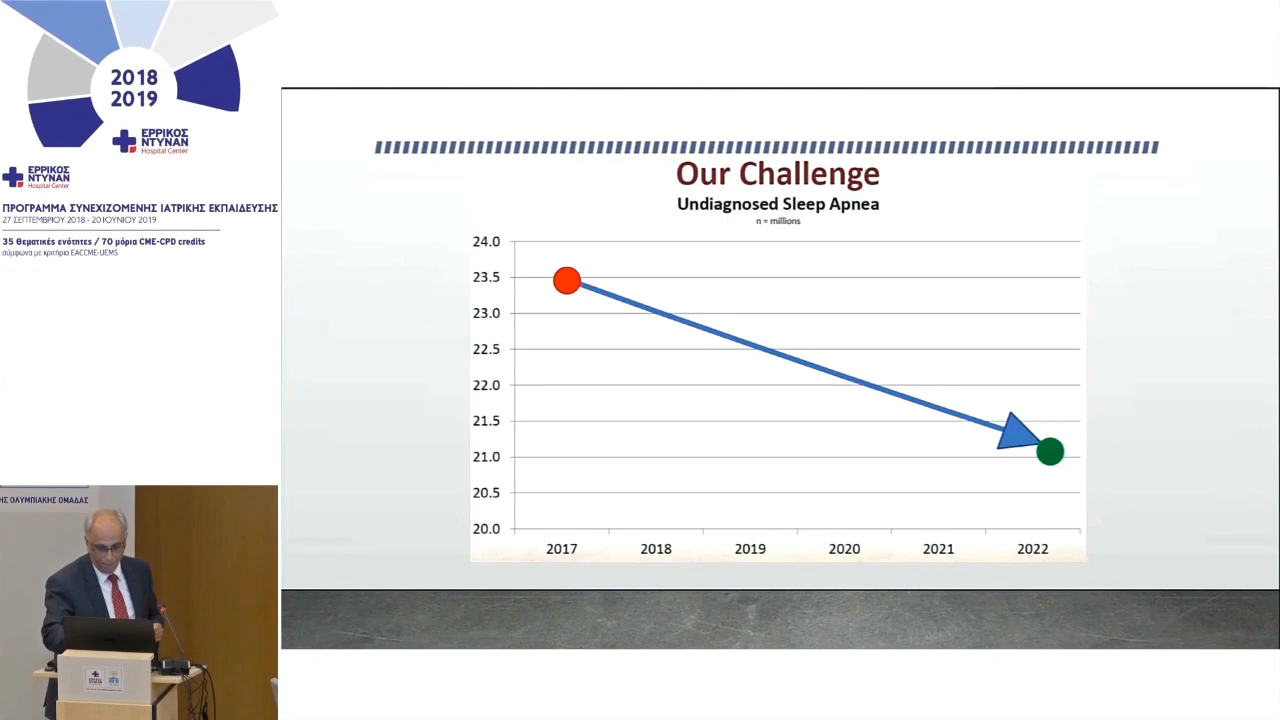 2018
2019
ΕΡΡΙΚΟΣ
ΝΤΥΝΑΝ
Hospital Center
ΕΡΡΙΚΟΣ
ΝΤΥΝΑΝ
Hospital Center
ΠΡΟΓΡΑΜΜΑ ΣΥΝΕΧΙΖΟΜΕΝΗΣ ΙΑΤΡΙΚΗΣ ΕΚΠΑΙΔΕΥΣΗΣ
27 ΣΕΠΤΕΜΒΡΙΟΥ 2018 - 20 ΙΟΥΝΙΟΥ 2019
35 Θεματικές ενότητες / 70 μόρια CME-CPD credits
σύμφωνα με κριτήρια EACCME-UEMS
Our Challenge
Undiagnosed Sleep Apnea
n = millions
24.0
23.5
23.0
22.5
22.0
21.5
21.0
20.5
20.0
2017 2018 2019 2020 2021 2022
ΗΣ ΟΛΥΜΠΙΑΚΗΣ ΟΜΑΔΑΣ